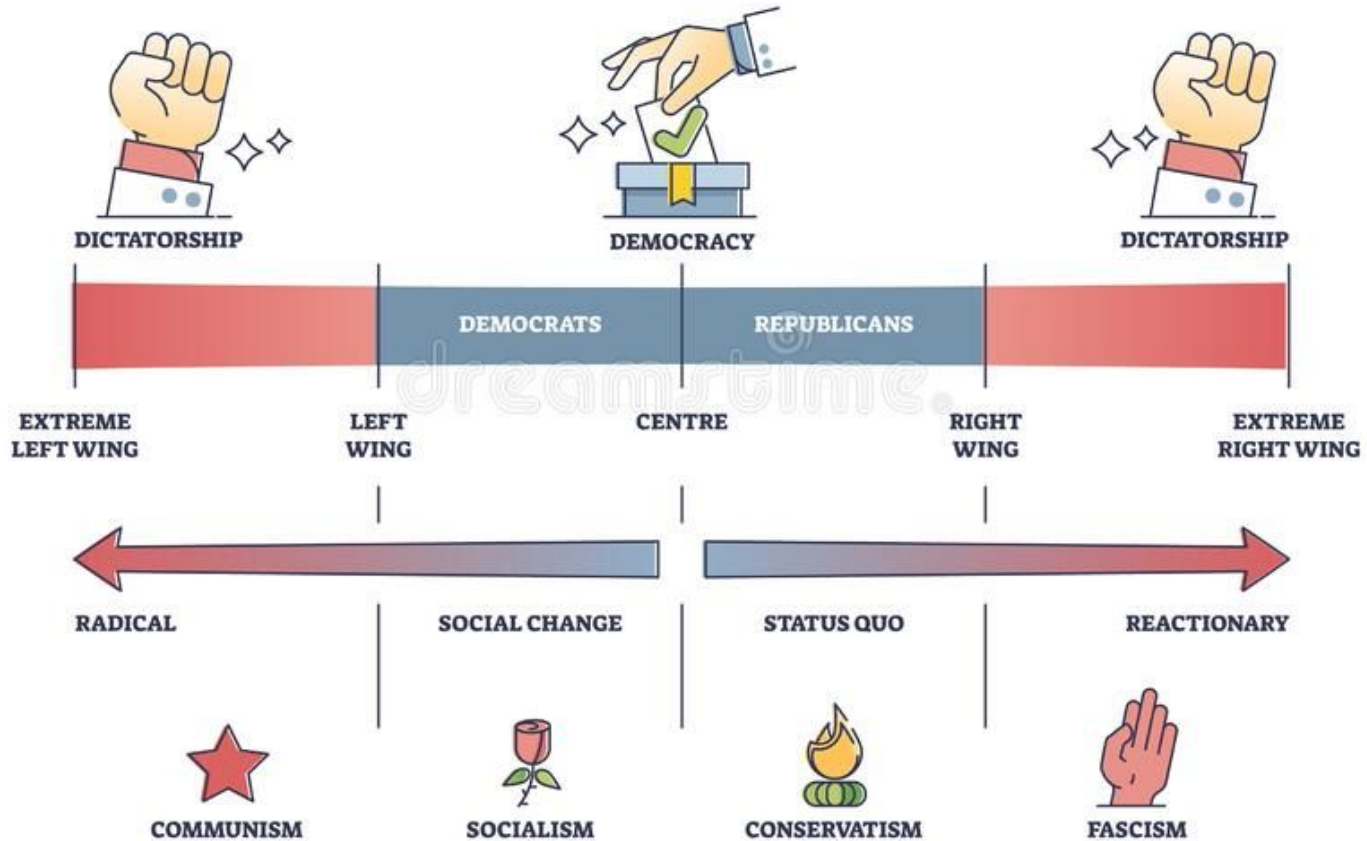 DICTATORSHIP
DEMOCRACY
DICTATORSHIP
DEMOCRATS
REPUBLICANS
dreamstime
EXTREME
LEFT WING
LEFT
WING
CENTRE
RIGHT
WING
EXTREME
RIGHT WING
RADICAL
SOCIAL CHANGE
STATUS QUO
REACTIONARY
COMMUNISM
SOCIALISM
CONSERVATISM
FASCISM